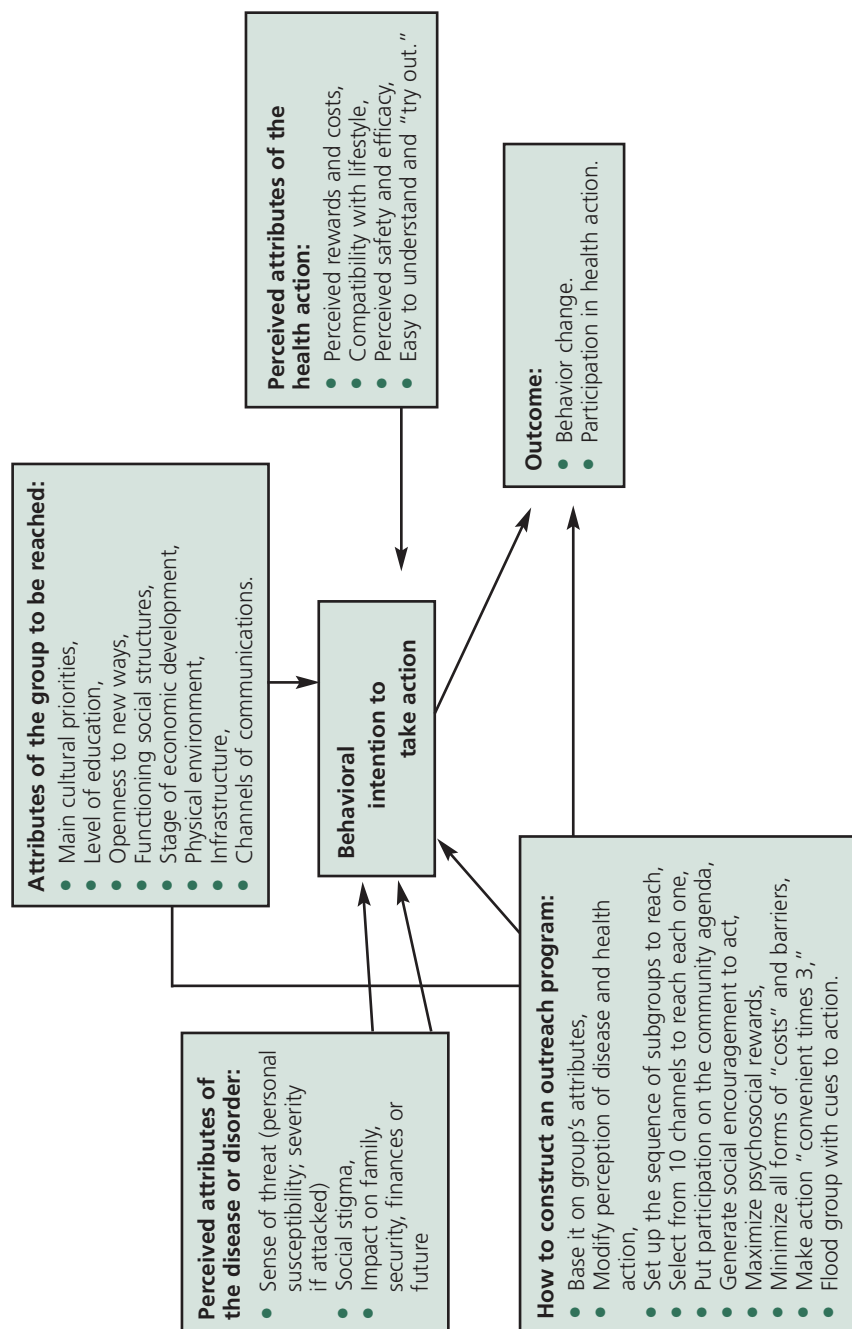 Attributes of the group to be reached:
● Main cultural priorities,
● Level of education,
● Openness to new ways,
● Functioning social structures,
● Stage of economic development,
● Physical environment,
● Infrastructure,
● Channels of communications.
Perceived attributes of
the disease or disorder:
● Sense of threat (personal
susceptibility; severity
if attacked)
● Social stigma,
● Impact on family,
security, finances or
future
Behavioral
intention to
take action
Perceived attributes of the
health action:
● Perceived rewards and costs,
● Compatibility with lifestyle,
● Perceived safety and efficacy,
● Easy to understand and “try out.”
How to construct an outreach program:
● Base it on group’s attributes,
● Modify perception of disease and health
action,
● Set up the sequence of subgroups to reach,
● Select from 10 channels to reach each one,
● Put participation on the community agenda,
● Generate social encouragement to act,
● Maximize psychosocial rewards,
● Minimize all forms of “costs” and barriers,
● Make action “convenient times 3,”
● Flood group with cues to action.
Outcome:
● Behavior change.
● Participation in health action.